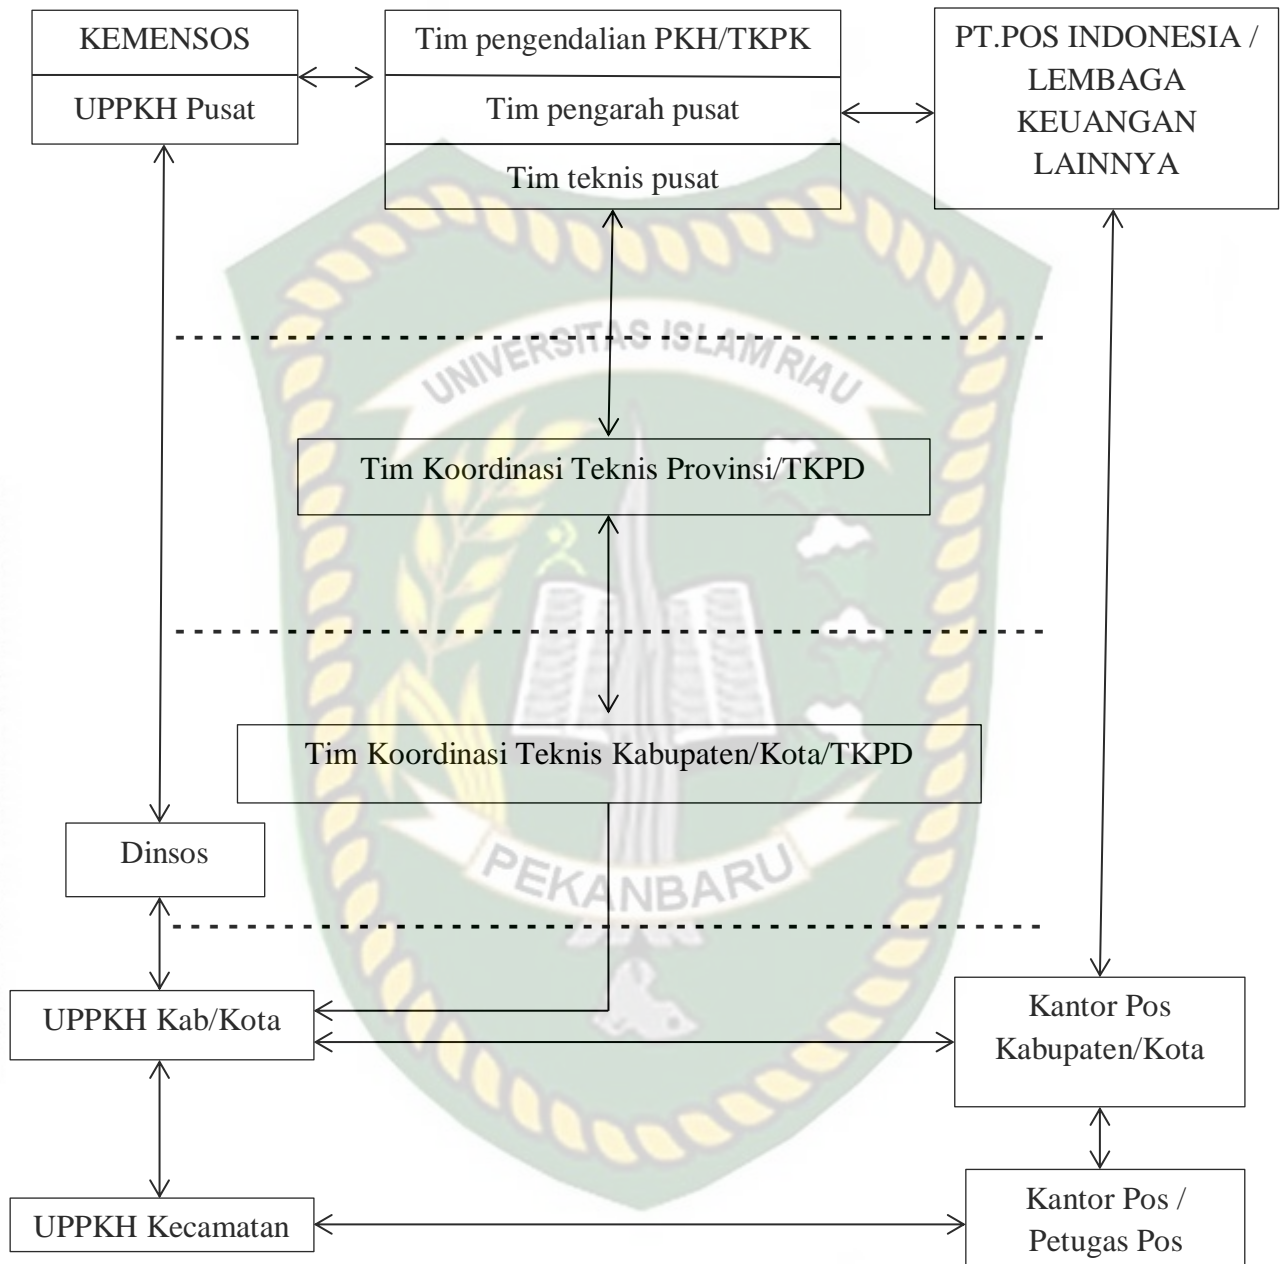 KEMENSOS
UPPKH Pusat
Tim pengendalian PKH/TKPK
Tim pengarah pusat
Tim teknis pusat
PT.POS INDONESIA /
LEMBAGA
KEUANGAN
LAINNYA
UNIVERSITAS ISLAM RIAU
Tim Koordinasi Teknis Provinsi/TKPD
Tim Koordinasi Teknis Kabupaten/Kota/TKPD
Dinsos
PEKANBARU
UPPKH Kab/Kota
Kantor Pos
Kabupaten/Kota
UPPKH Kecamatan
Kantor Pos /
Petugas Pos